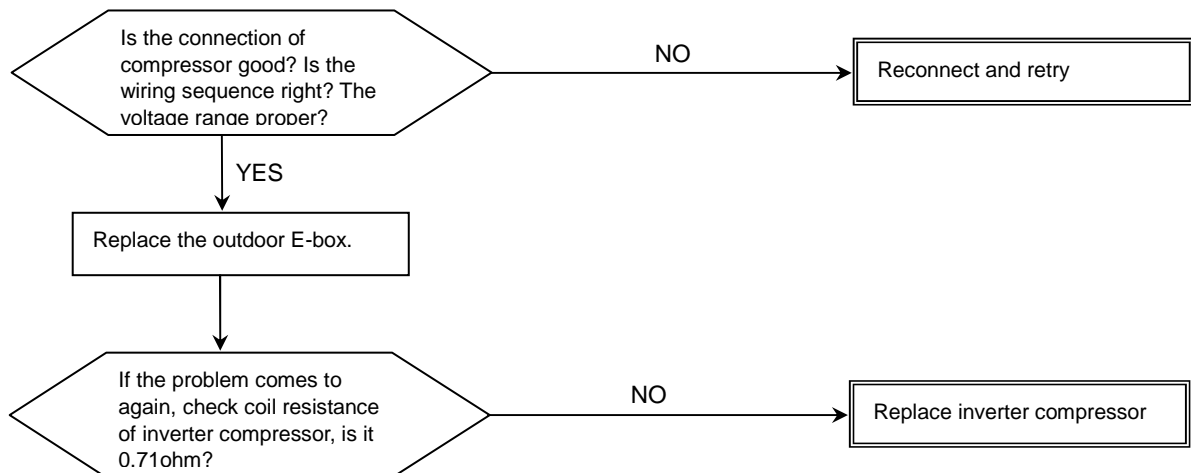 Is the connection of
compressor good? Is the
wiring sequence right? The
voltage range proper?
NO
Reconnect and retry
YES
Replace the outdoor E-box.
If the problem comes to
again, check coil resistance
of inverter compressor, is it
0.71ohm?
NO
Replace inverter compressor